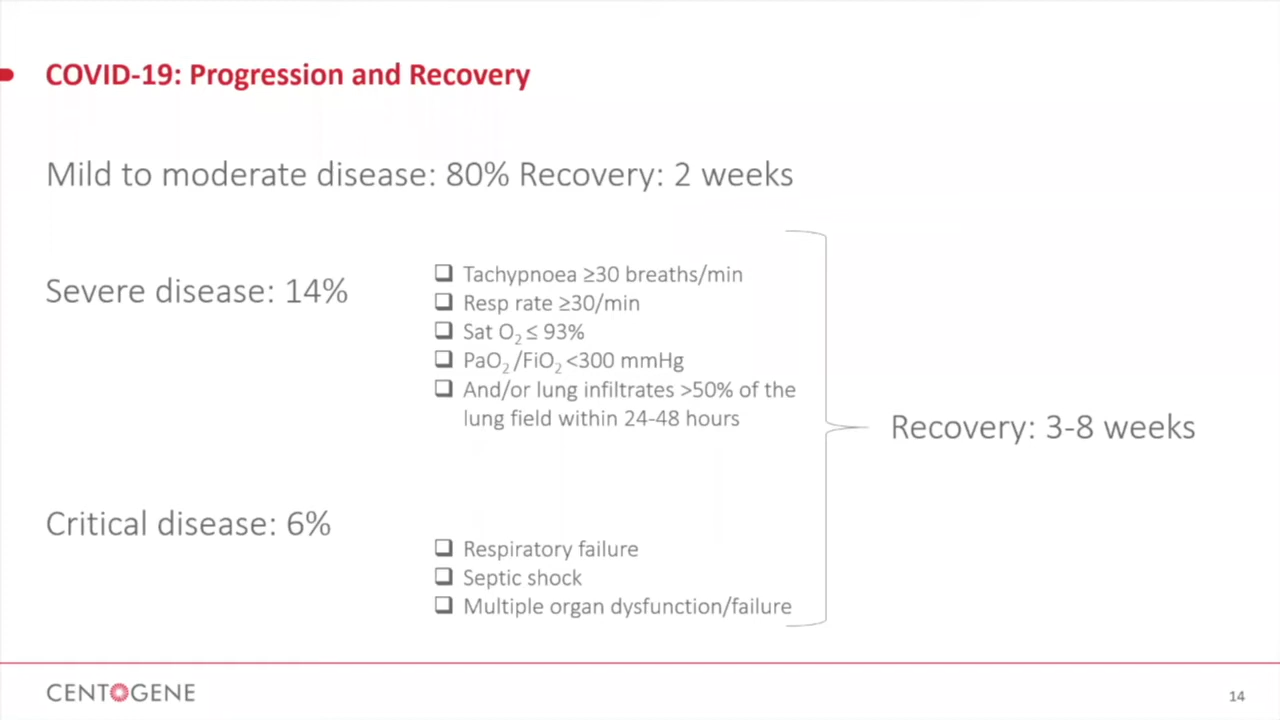 COVID-19: Progression and Recovery
Mild to moderate disease: 80% Recovery: 2 weeks
Severe disease: 14%
❑ Tachypnoea ≥30 breaths/min
❑ Resp rate ≥30/min
❑ Sat O₂ ≤ 93%
❑ PaO₂ /FiO₂ <300 mmHg
❑ And/or lung infiltrates >50% of the
lung field within 24-48 hours
Recovery: 3-8 weeks
Critical disease: 6%
❑ Respiratory failure
❑ Septic shock
❑ Multiple organ dysfunction/failure
CENTOGENE
14